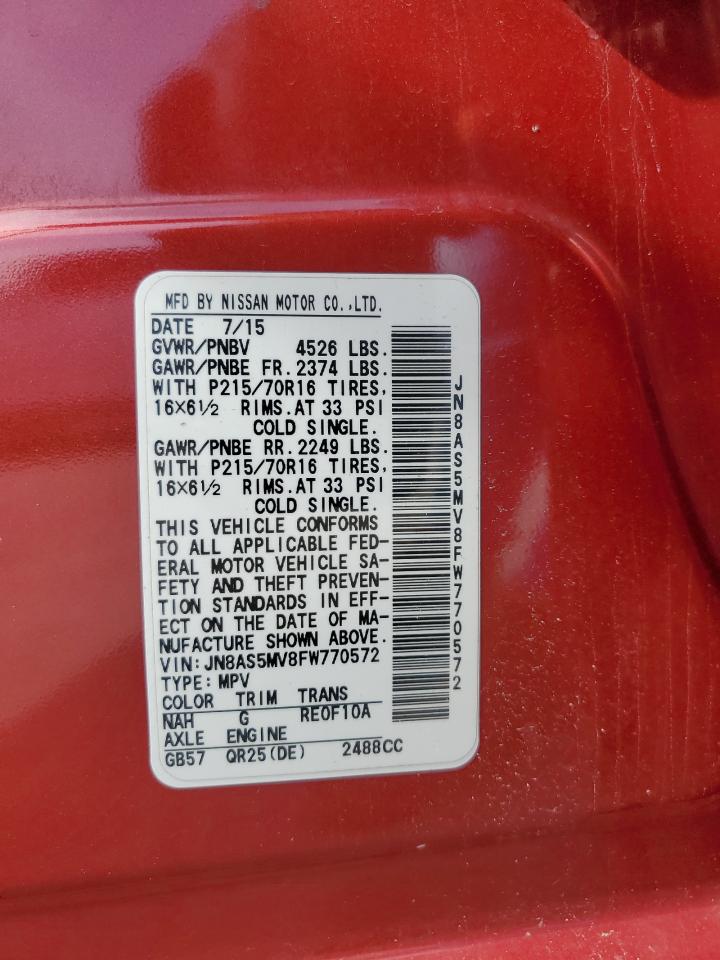 MFD BY NISSAN MOTOR CO.,LTD.
DATE 7/15
GVWR/PNBV 4526 LBS.
GAWR/PNBE FR. 2374 LBS.
WITH P215/70R16 TIRES,
16X6½ RIMS. AT 33 PSI
COLD SINGLE.
GAWR/PNBE RR. 2249 LBS.
WITH P215/70R16 TIRES,
16X6½ RIMS. AT 33 PSI
COLD SINGLE.
THIS VEHICLE CONFORMS
TO ALL APPLICABLE FED-
ERAL MOTOR VEHICLE SA-
FETY AND THEFT PREVEN-
TION STANDARDS IN EFF-
ECT ON THE DATE OF MA-
NUFACTURE SHOWN ABOVE.
VIN: JN8AS5MV8FW770572
TYPE: MPV
COLOR TRIM TRANS
NAH G RE0F10A
AXLE ENGINE
GB57 QR25(DE) 2488CC
JN8AS5MV8FW770572